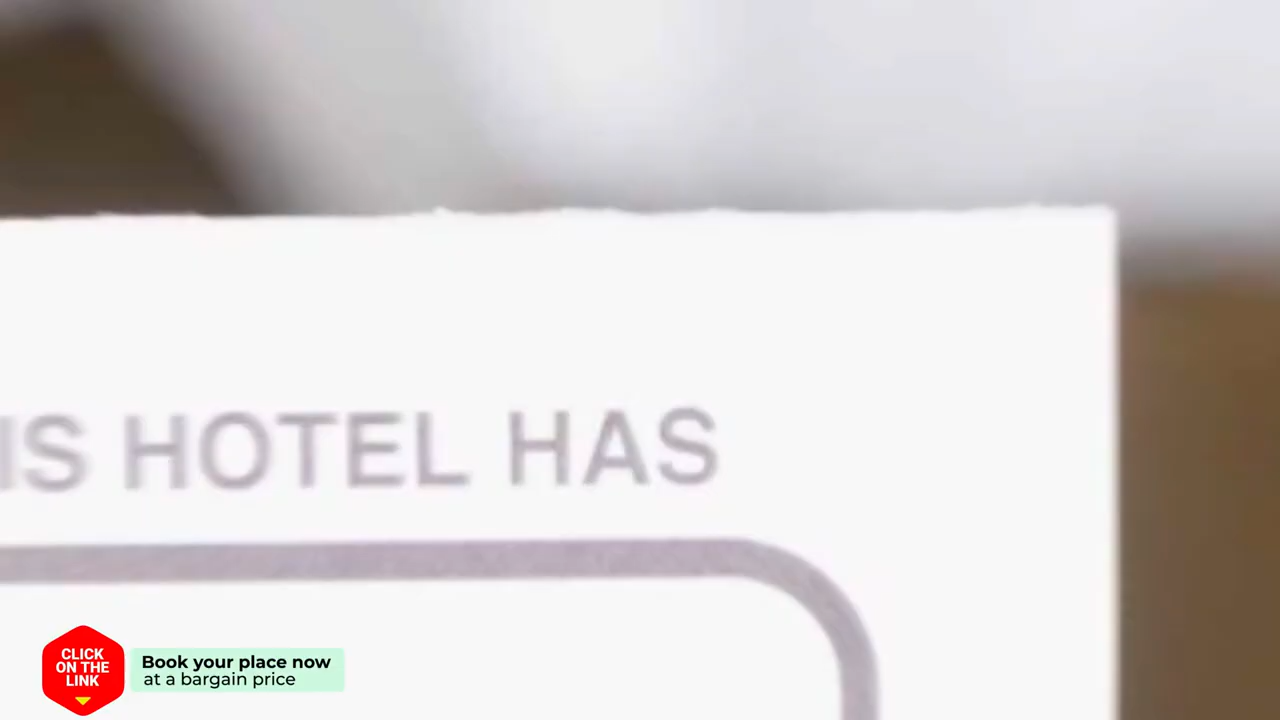 IS HOTEL HAS
CLICK
ON THE
LINK
Book your place now
at a bargain price